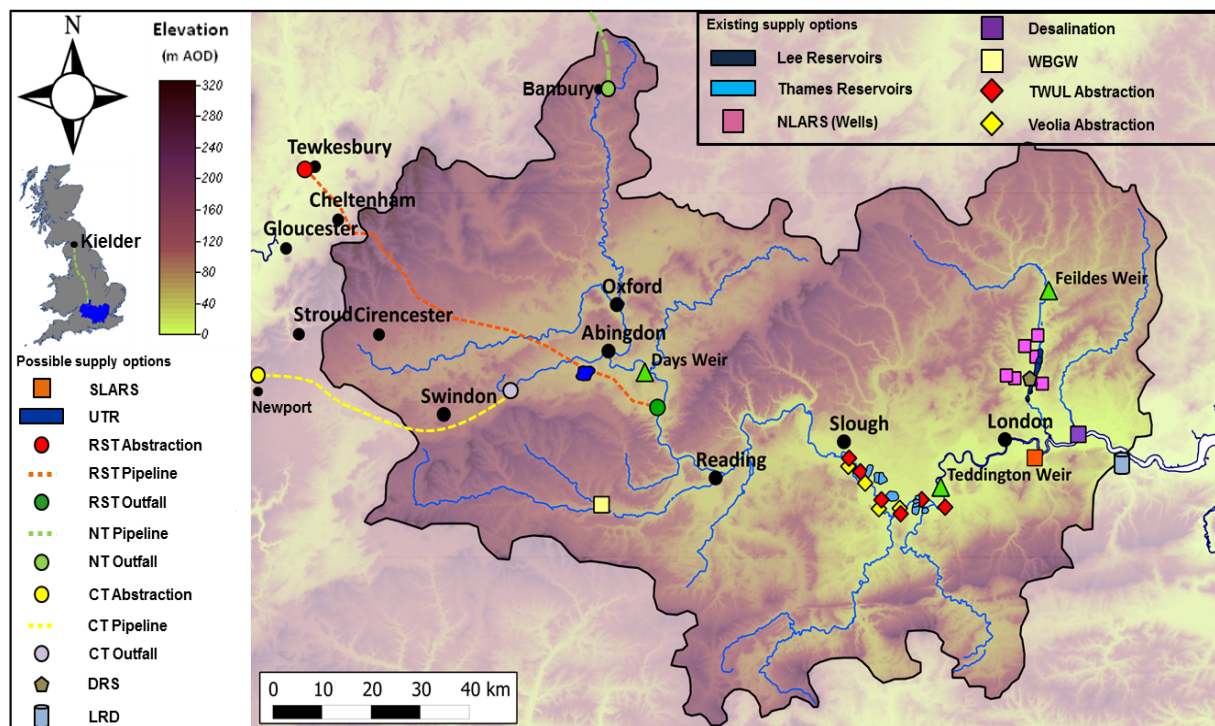 N
Elevation
(m AOD)
320
280
240
200
160
120
80
40
0
Kielder
Possible supply options
SLARS
UTR
RST Abstraction
RST Pipeline
RST Outfall
NT Pipeline
NT Outfall
CT Abstraction
CT Pipeline
CT Outfall
DRS
LRD
Existing supply options
Lee Reservoirs
Thames Reservoirs
NLARS (Wells)
Desalination
WBGW
TWUL Abstraction
Veolia Abstraction
Banbury
Tewkesbury
Cheltenham
Gloucester
Stroud
Cirencester
Oxford
Abingdon
Days Weir
Feildes Weir
Newport
Swindon
Reading
Slough
London
Teddington Weir
0 10 20 30 40 km